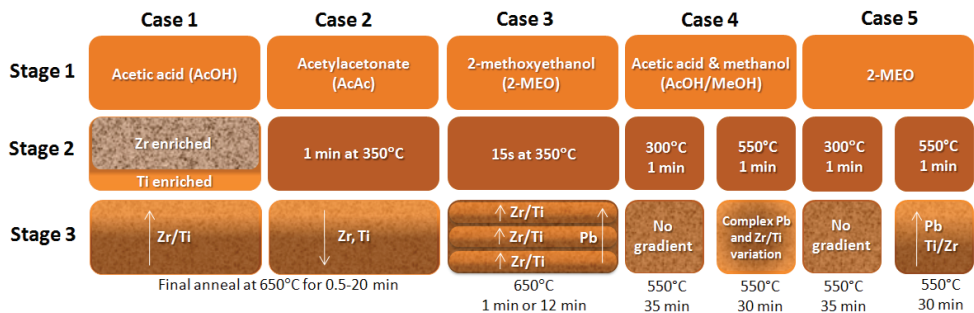 Case 1 Case 2 Case 3 Case 4 Case 5
Stage 1
Acetic acid (AcOH)
Acetylacetonate
(AcAc)
2-methoxyethanol
(2-MEO)
Acetic acid & methanol
(AcOH/MeOH)
2-MEO
Stage 2
Zr enriched
Ti enriched
1 min at 350°C
15s at 350°C
300°C
1 min
550°C
1 min
300°C
1 min
550°C
1 min
Stage 3
Zr/Ti
Zr, Ti
Zr/Ti
Zr/Ti
Zr/Ti
Pb
No
gradient
Complex Pb
and Zr/Ti
variation
No
gradient
Pb
Ti/Zr
Final anneal at 650°C for 0.5-20 min
650°C
1 min or 12 min
550°C
35 min
550°C
30 min
550°C
35 min
550°C
30 min